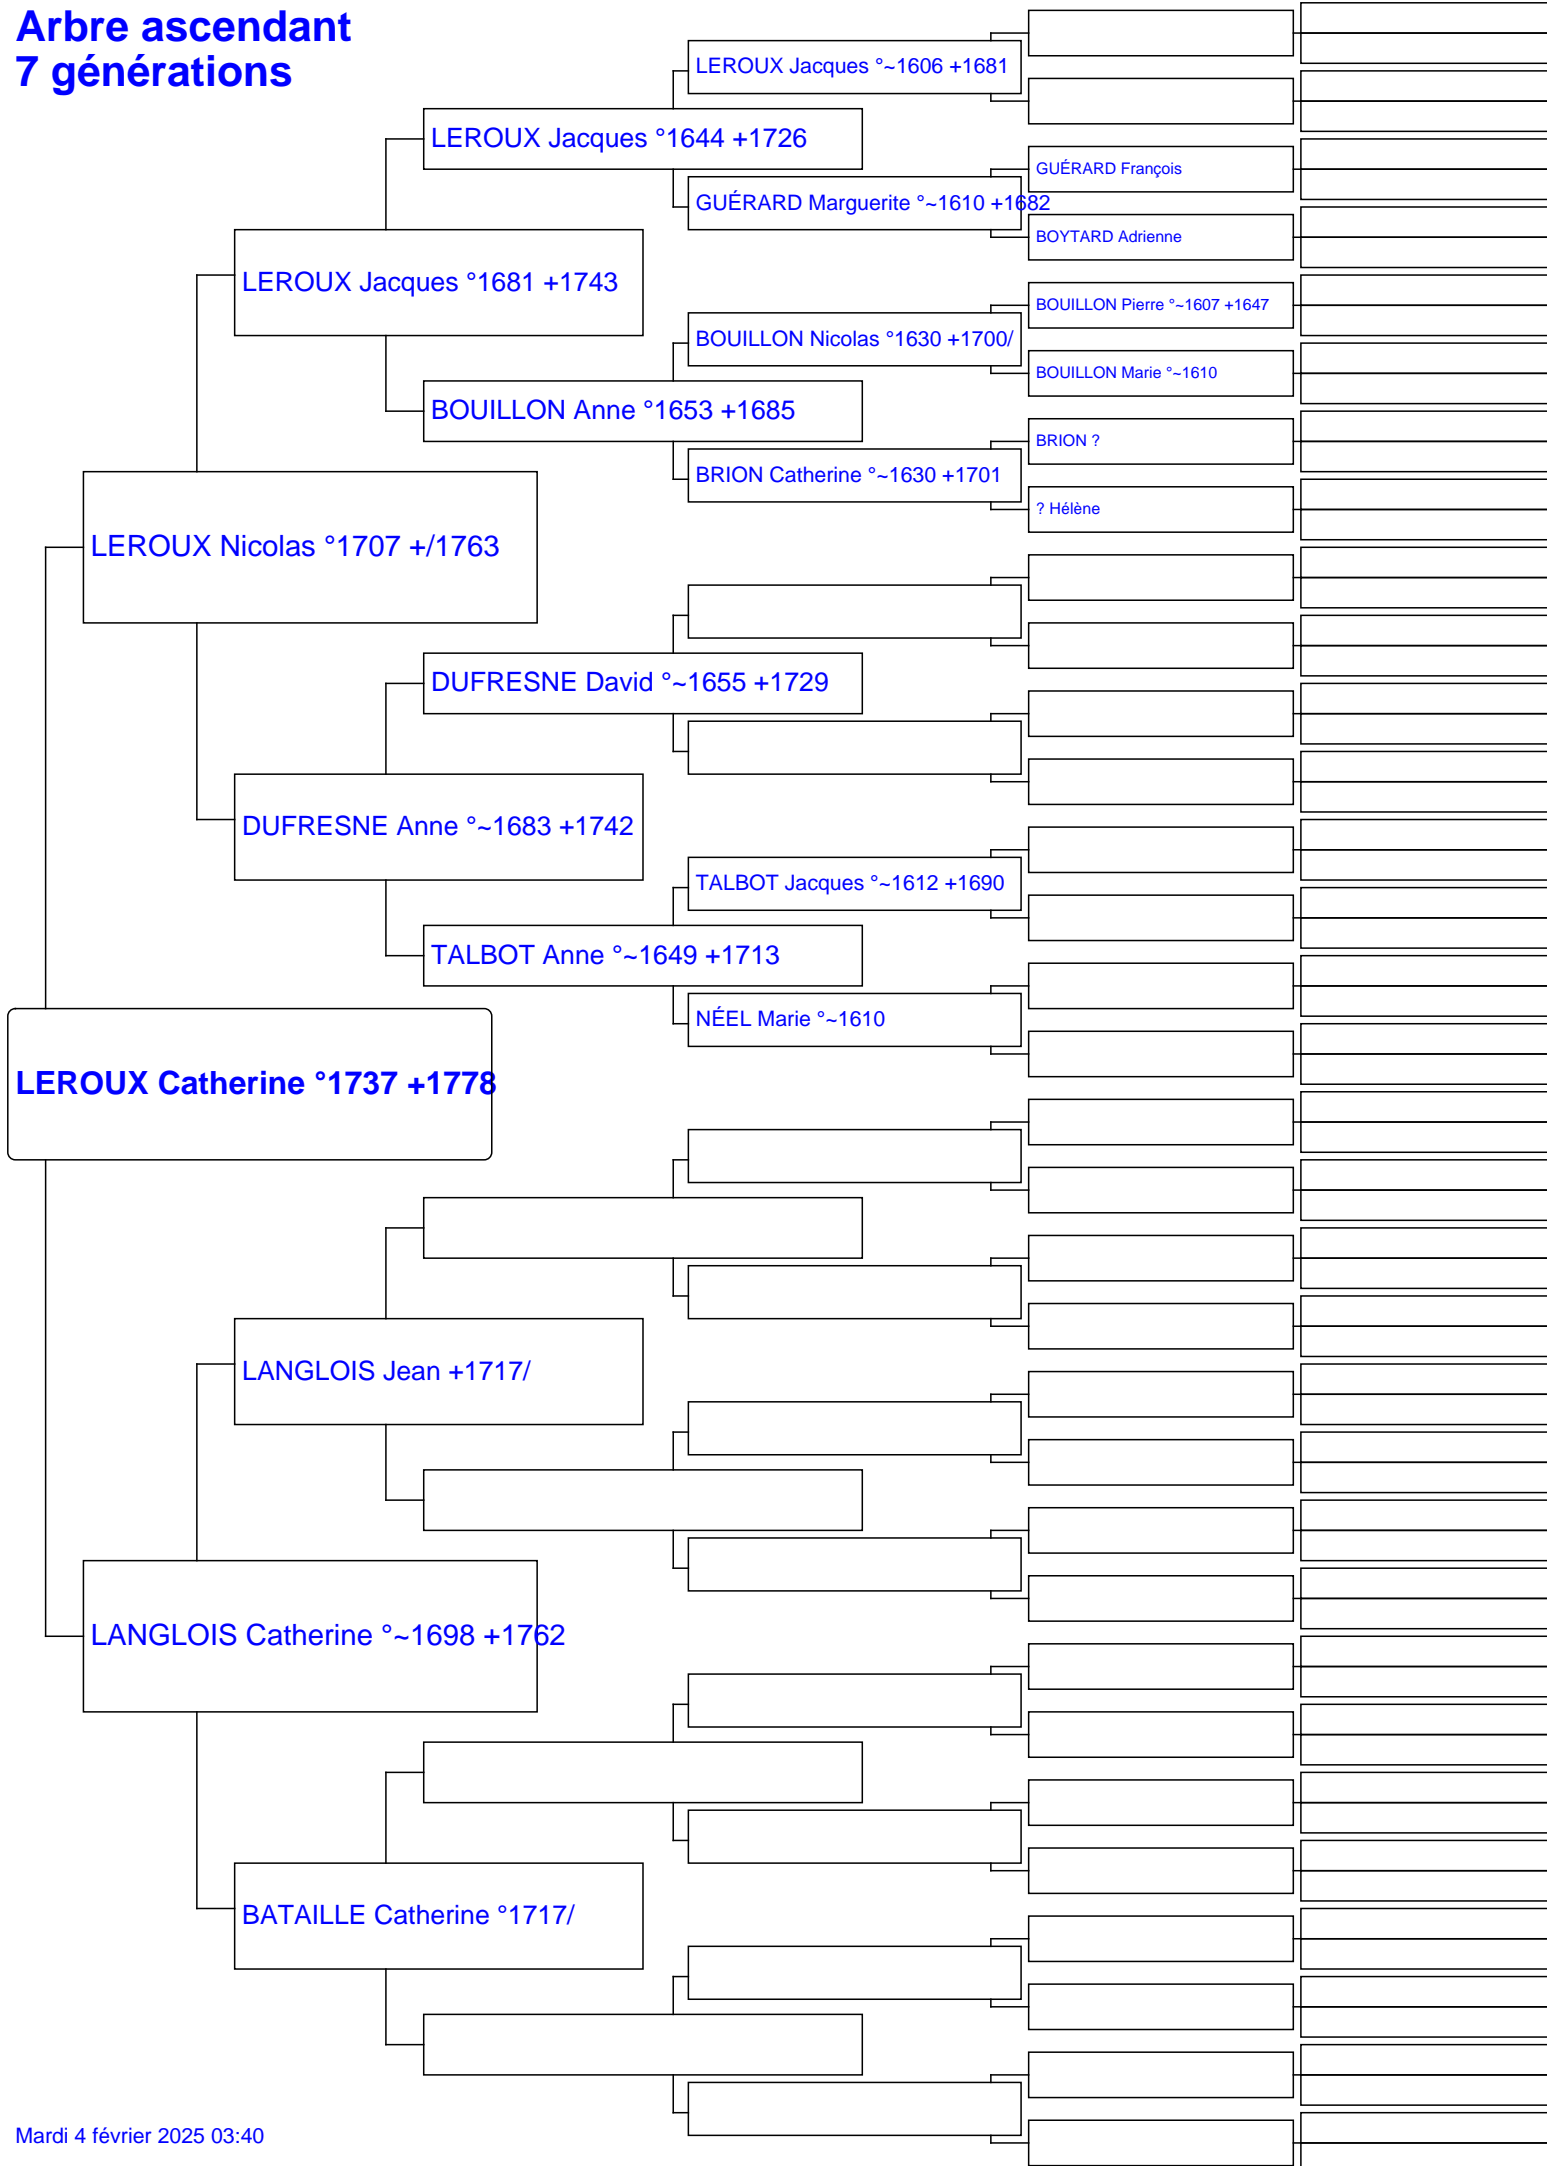 Arbre ascendant
7 générations
LEROUX Jacques °~1606 +1681
LEROUX Jacques °1644 +1726
GUÉRARD François
GUÉRARD Marguerite °~1610 +1682
BOYTARD Adrienne
LEROUX Jacques °1681 +1743
BOUILLON Pierre °~1607 +1647
BOUILLON Nicolas °1630 +1700/
BOUILLON Marie °~1610
BOUILLON Anne °1653 +1685
BRION ?
BRION Catherine °~1630 +1701
? Hélène
LEROUX Nicolas °1707 +/1763
DUFRESNE David °~1655 +1729
DUFRESNE Anne °~1683 +1742
TALBOT Jacques °~1612 +1690
TALBOT Anne °~1649 +1713
NÉEL Marie °~1610
LEROUX Catherine °1737 +1778
LANGLOIS Jean +1717/
LANGLOIS Catherine °~1698 +1762
BATAILLE Catherine °1717/
Mardi 4 février 2025 03:40